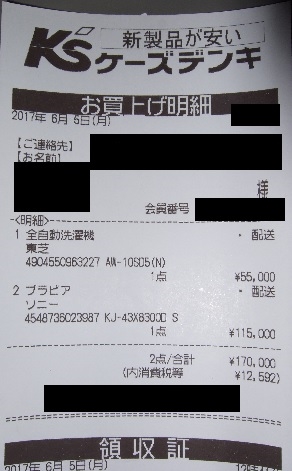 新製品が安い
K'sケーズデンキ
お買上げ明細
2017年 6月 5日(月)
【ご連絡先】
【お名前】
様
会員番号
<明細>
1 全自動洗濯機 ・ 配送
東芝
4904550963227 AW-10SD5(N)
1点 ¥55,000
2 ブラビア ・ 配送
ソニー
4548736023987 KJ-43X8300D S
1点 ¥115,000
2点/合計 ¥170,000
(内消費税等 ¥12,592)
領収証
2017年 6月 5日(月)